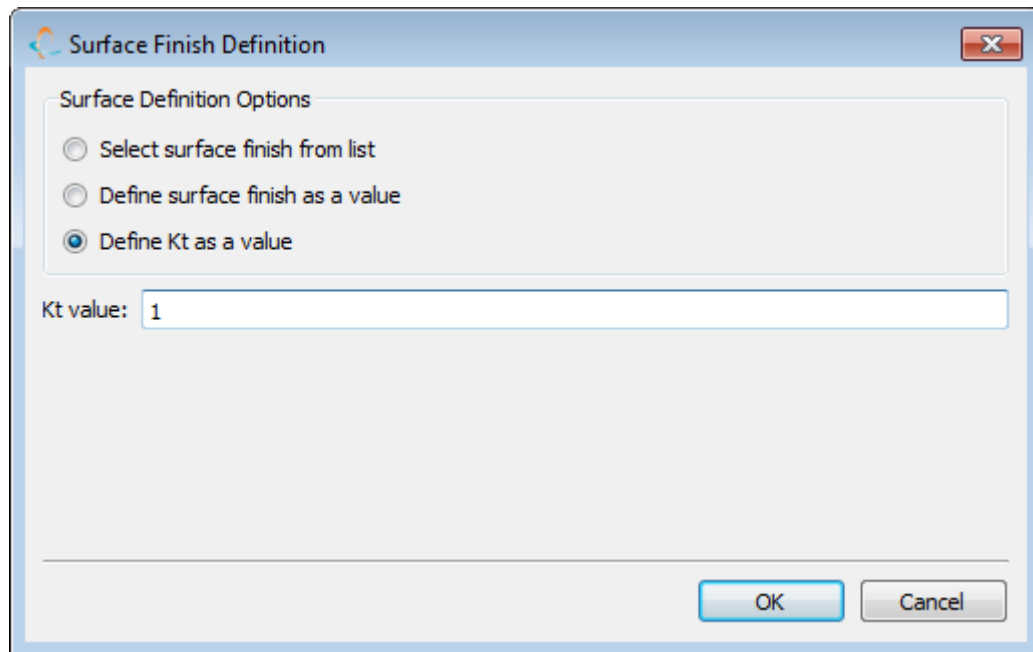 Surface Finish Definition
Surface Definition Options
Select surface finish from list
Define surface finish as a value
Define Kt as a value
Kt value: 1
OK Cancel